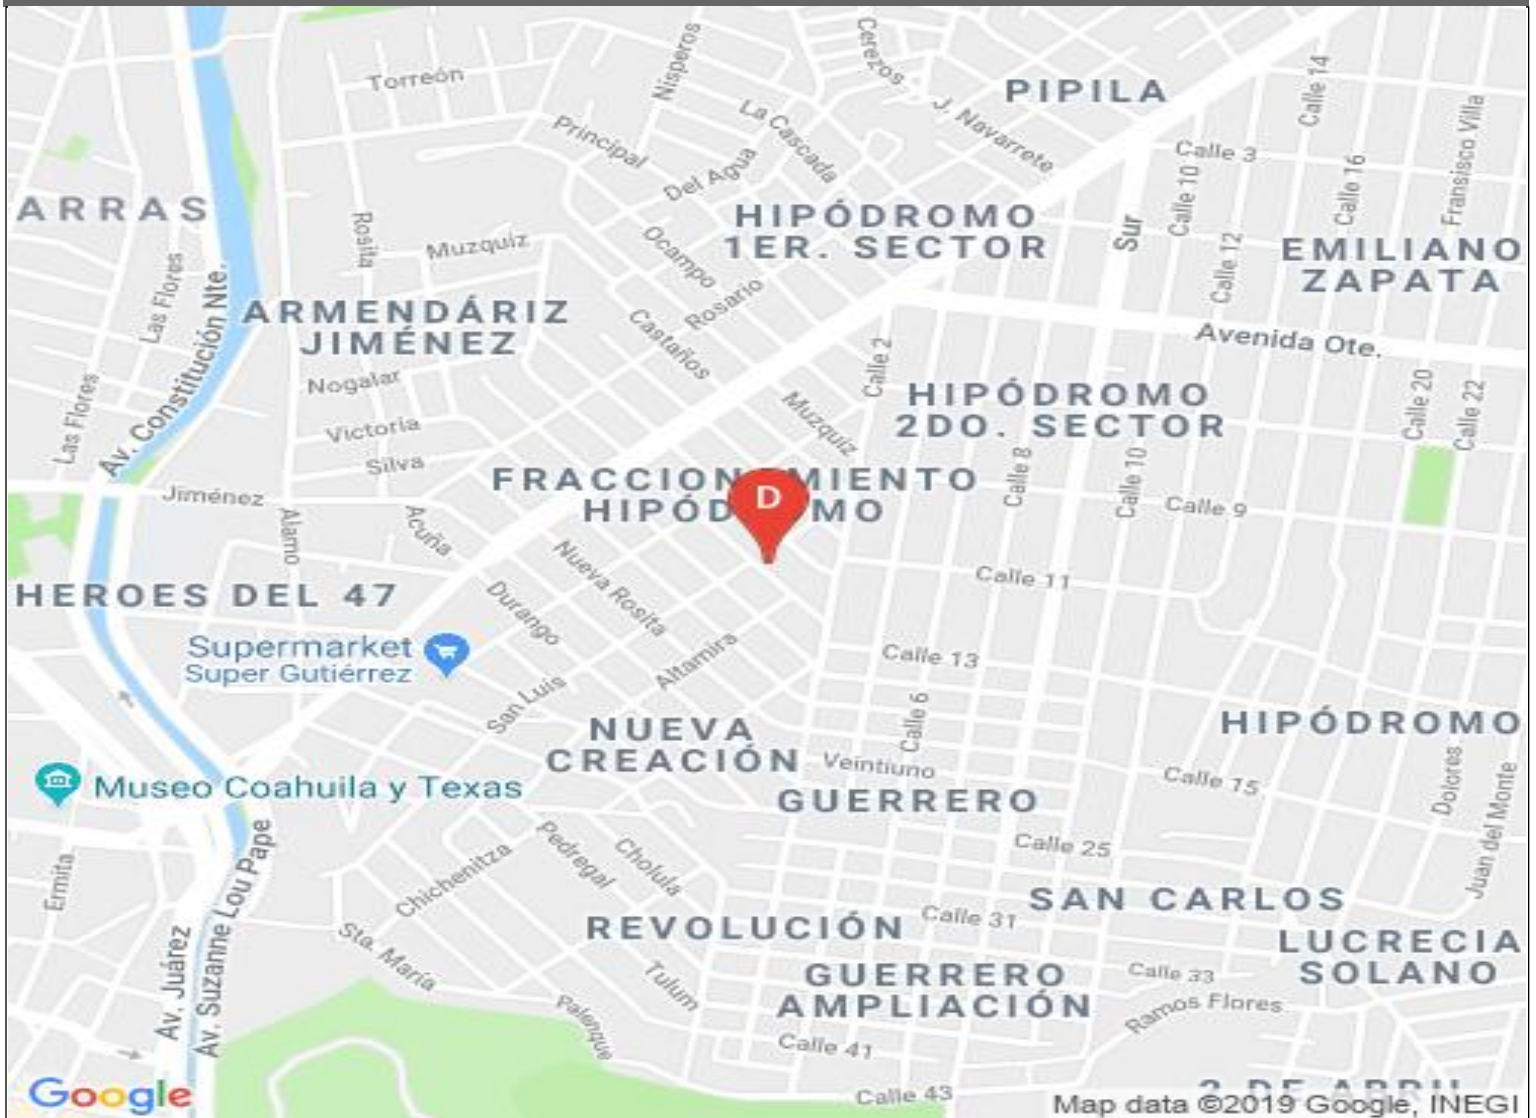 Torreón
Nisperos
Cerezos
PIPILA
Calle 14
Fransisco Villa
Principal
La Cascada
J. Navarrete
Calle 3
Del Agua
Calle 10
Calle 16
ARRAS
Rosita
Muzquiz
Ocampo
HIPÓDROMO
1ER. SECTOR
Sur
Calle 12
EMILIANO
ZAPATA
Las Flores
Av. Constitución Nte.
ARMENDÁRIZ
JIMÉNEZ
Rosario
Castaños
Avenida Ote.
Calle 2
Las Flores
Nogalar
Muzquiz
HIPÓDROMO
2DO. SECTOR
Calle 20
Calle 22
Victoria
Silva
FRACCION MIENTO
HIPÓD MO
D
Calle 8
Calle 10
Calle 9
Jiménez
Alamo
Acuña
Nueva Rosita
Calle 11
HEROES DEL 47
Durango
Supermarket
Super Gutiérrez
Altamira
San Luis
Calle 13
Calle 6
NUEVA
CREACIÓN
HIPÓDROMO
Veintiuno
Calle 15
Dolores
Juan del Monte
Museo Coahuila y Texas
GUERRERO
Ermita
Pedregal
Cholula
Chichenitza
Calle 25
SAN CARLOS
Av. Juárez
Av. Suzanne Lou Pape
Sta. María
REVOLUCIÓN
Calle 31
LUCRECIA
SOLANO
Tulum
GUERRERO
AMPLIACIÓN
Calle 33
Ramos Flores
Palenque
Calle 41
Calle 43
Google
Map data ©2019 Google, INEGI